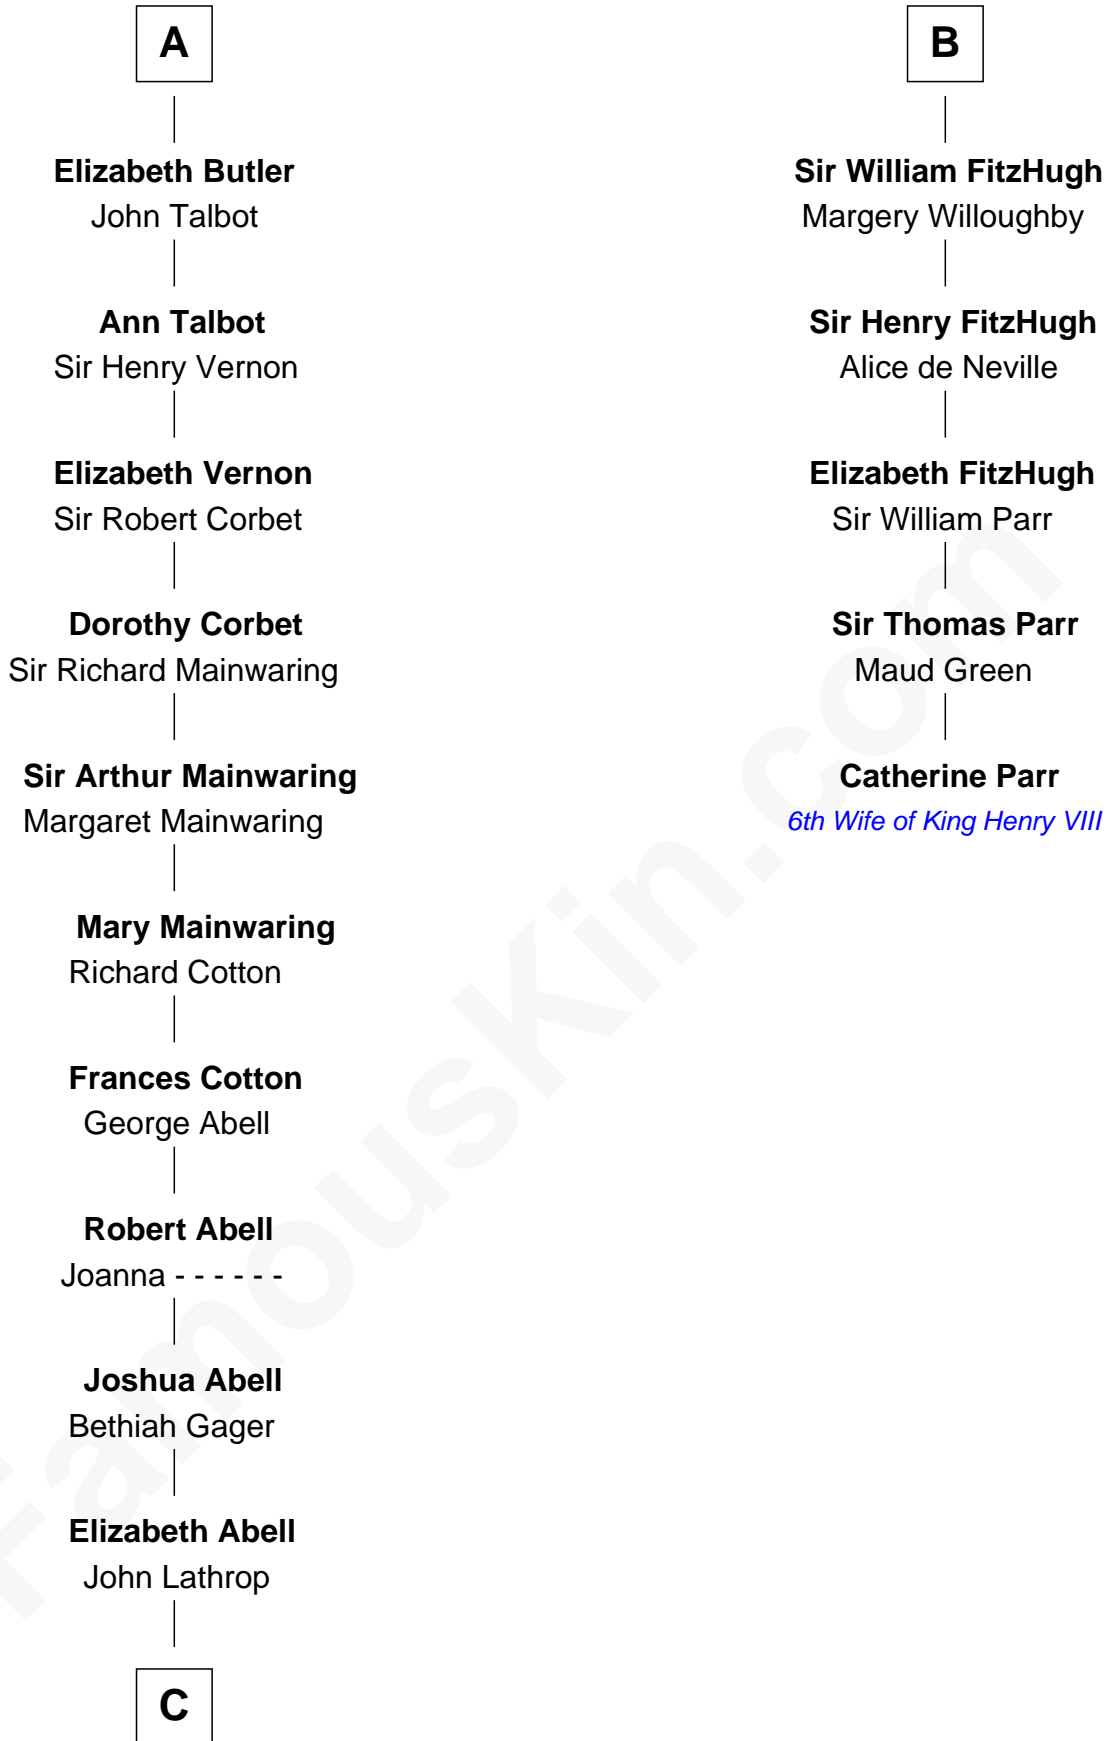 A
Elizabeth Butler
John Talbot
Ann Talbot
Sir Henry Vernon
Elizabeth Vernon
Sir Robert Corbet
Dorothy Corbet
Sir Richard Mainwaring
Sir Arthur Mainwaring
Margaret Mainwaring
Mary Mainwaring
Richard Cotton
Frances Cotton
George Abell
Robert Abell
Joanna - - - - - -
Joshua Abell
Bethiah Gager
Elizabeth Abell
John Lathrop
C
B
Sir William FitzHugh
Margery Willoughby
Sir Henry FitzHugh
Alice de Neville
Elizabeth FitzHugh
Sir William Parr
Sir Thomas Parr
Maud Green
Catherine Parr
6th Wife of King Henry VIII
FamousKin.com